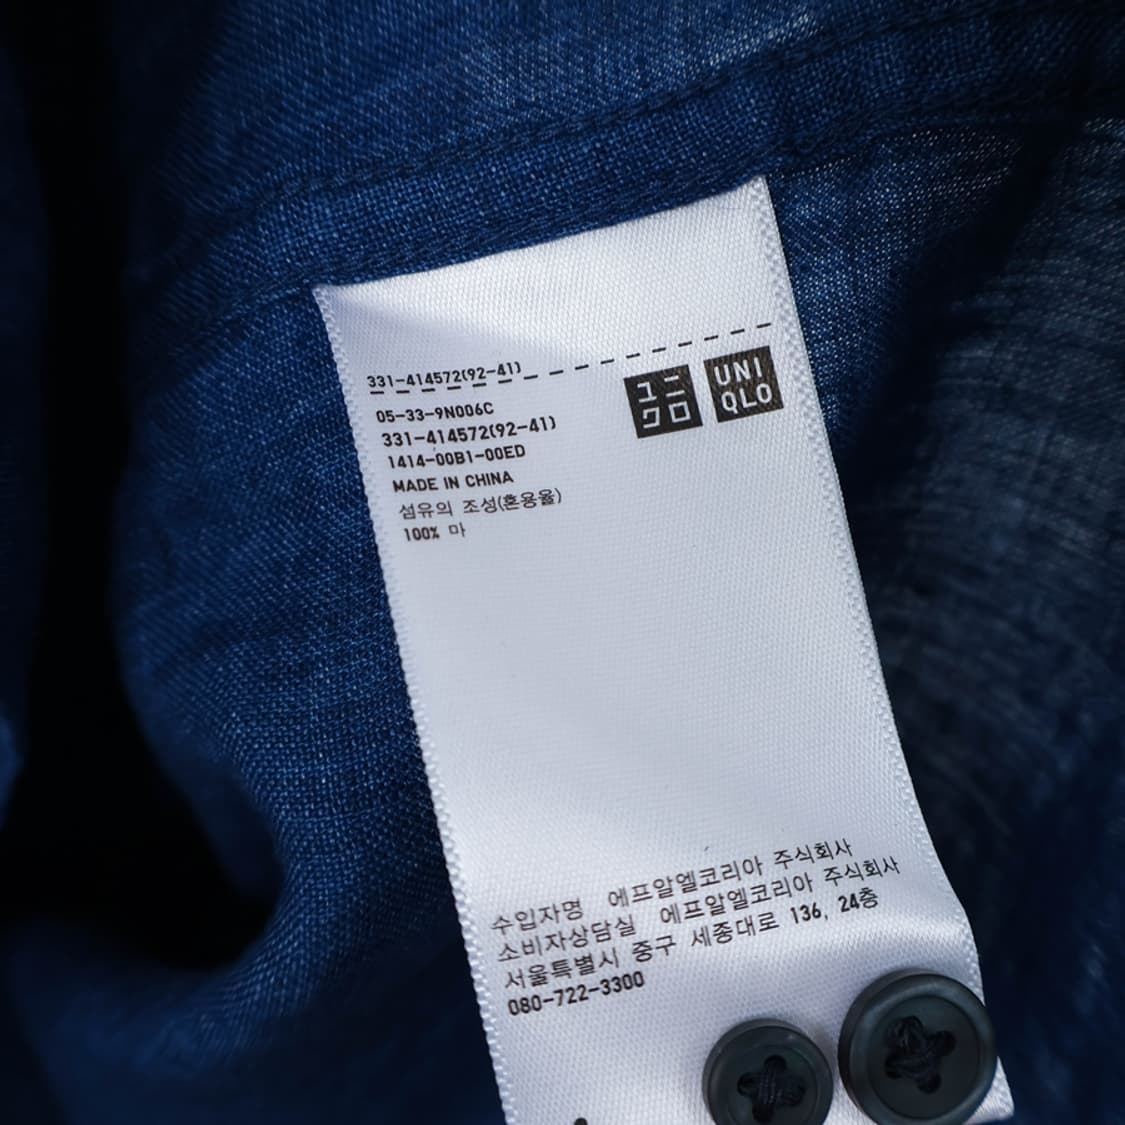 331-414572(92-41)
ユニ
クロ
UNI
QLO
05-33-9N006C
331-414572(92-41)
1414-00B1-00ED
MADE IN CHINA
섬유의 조성(혼용율)
100% 마
수입자명 에프알엘코리아 주식회사
소비자상담실 에프알엘코리아 주식회사
서울특별시 중구 세종대로 136, 24층
080-722-3300